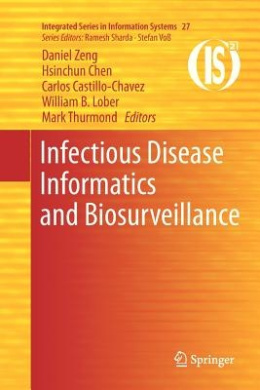 Integrated Series in Information Systems 27
Series Editors: Ramesh Sharda · Stefan Voß
Daniel Zeng
Hsinchun Chen
Carlos Castillo-Chavez
William B. Lober
Mark Thurmond Editors
IS 2
Infectious Disease
Informatics
and Biosurveillance
Springer